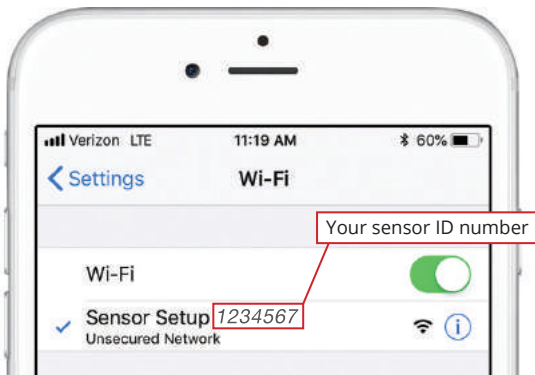 Verizon LTE 11:19 AM 60%
Settings Wi-Fi
Your sensor ID number
Wi-Fi
Sensor Setup 1234567
Unsecured Network